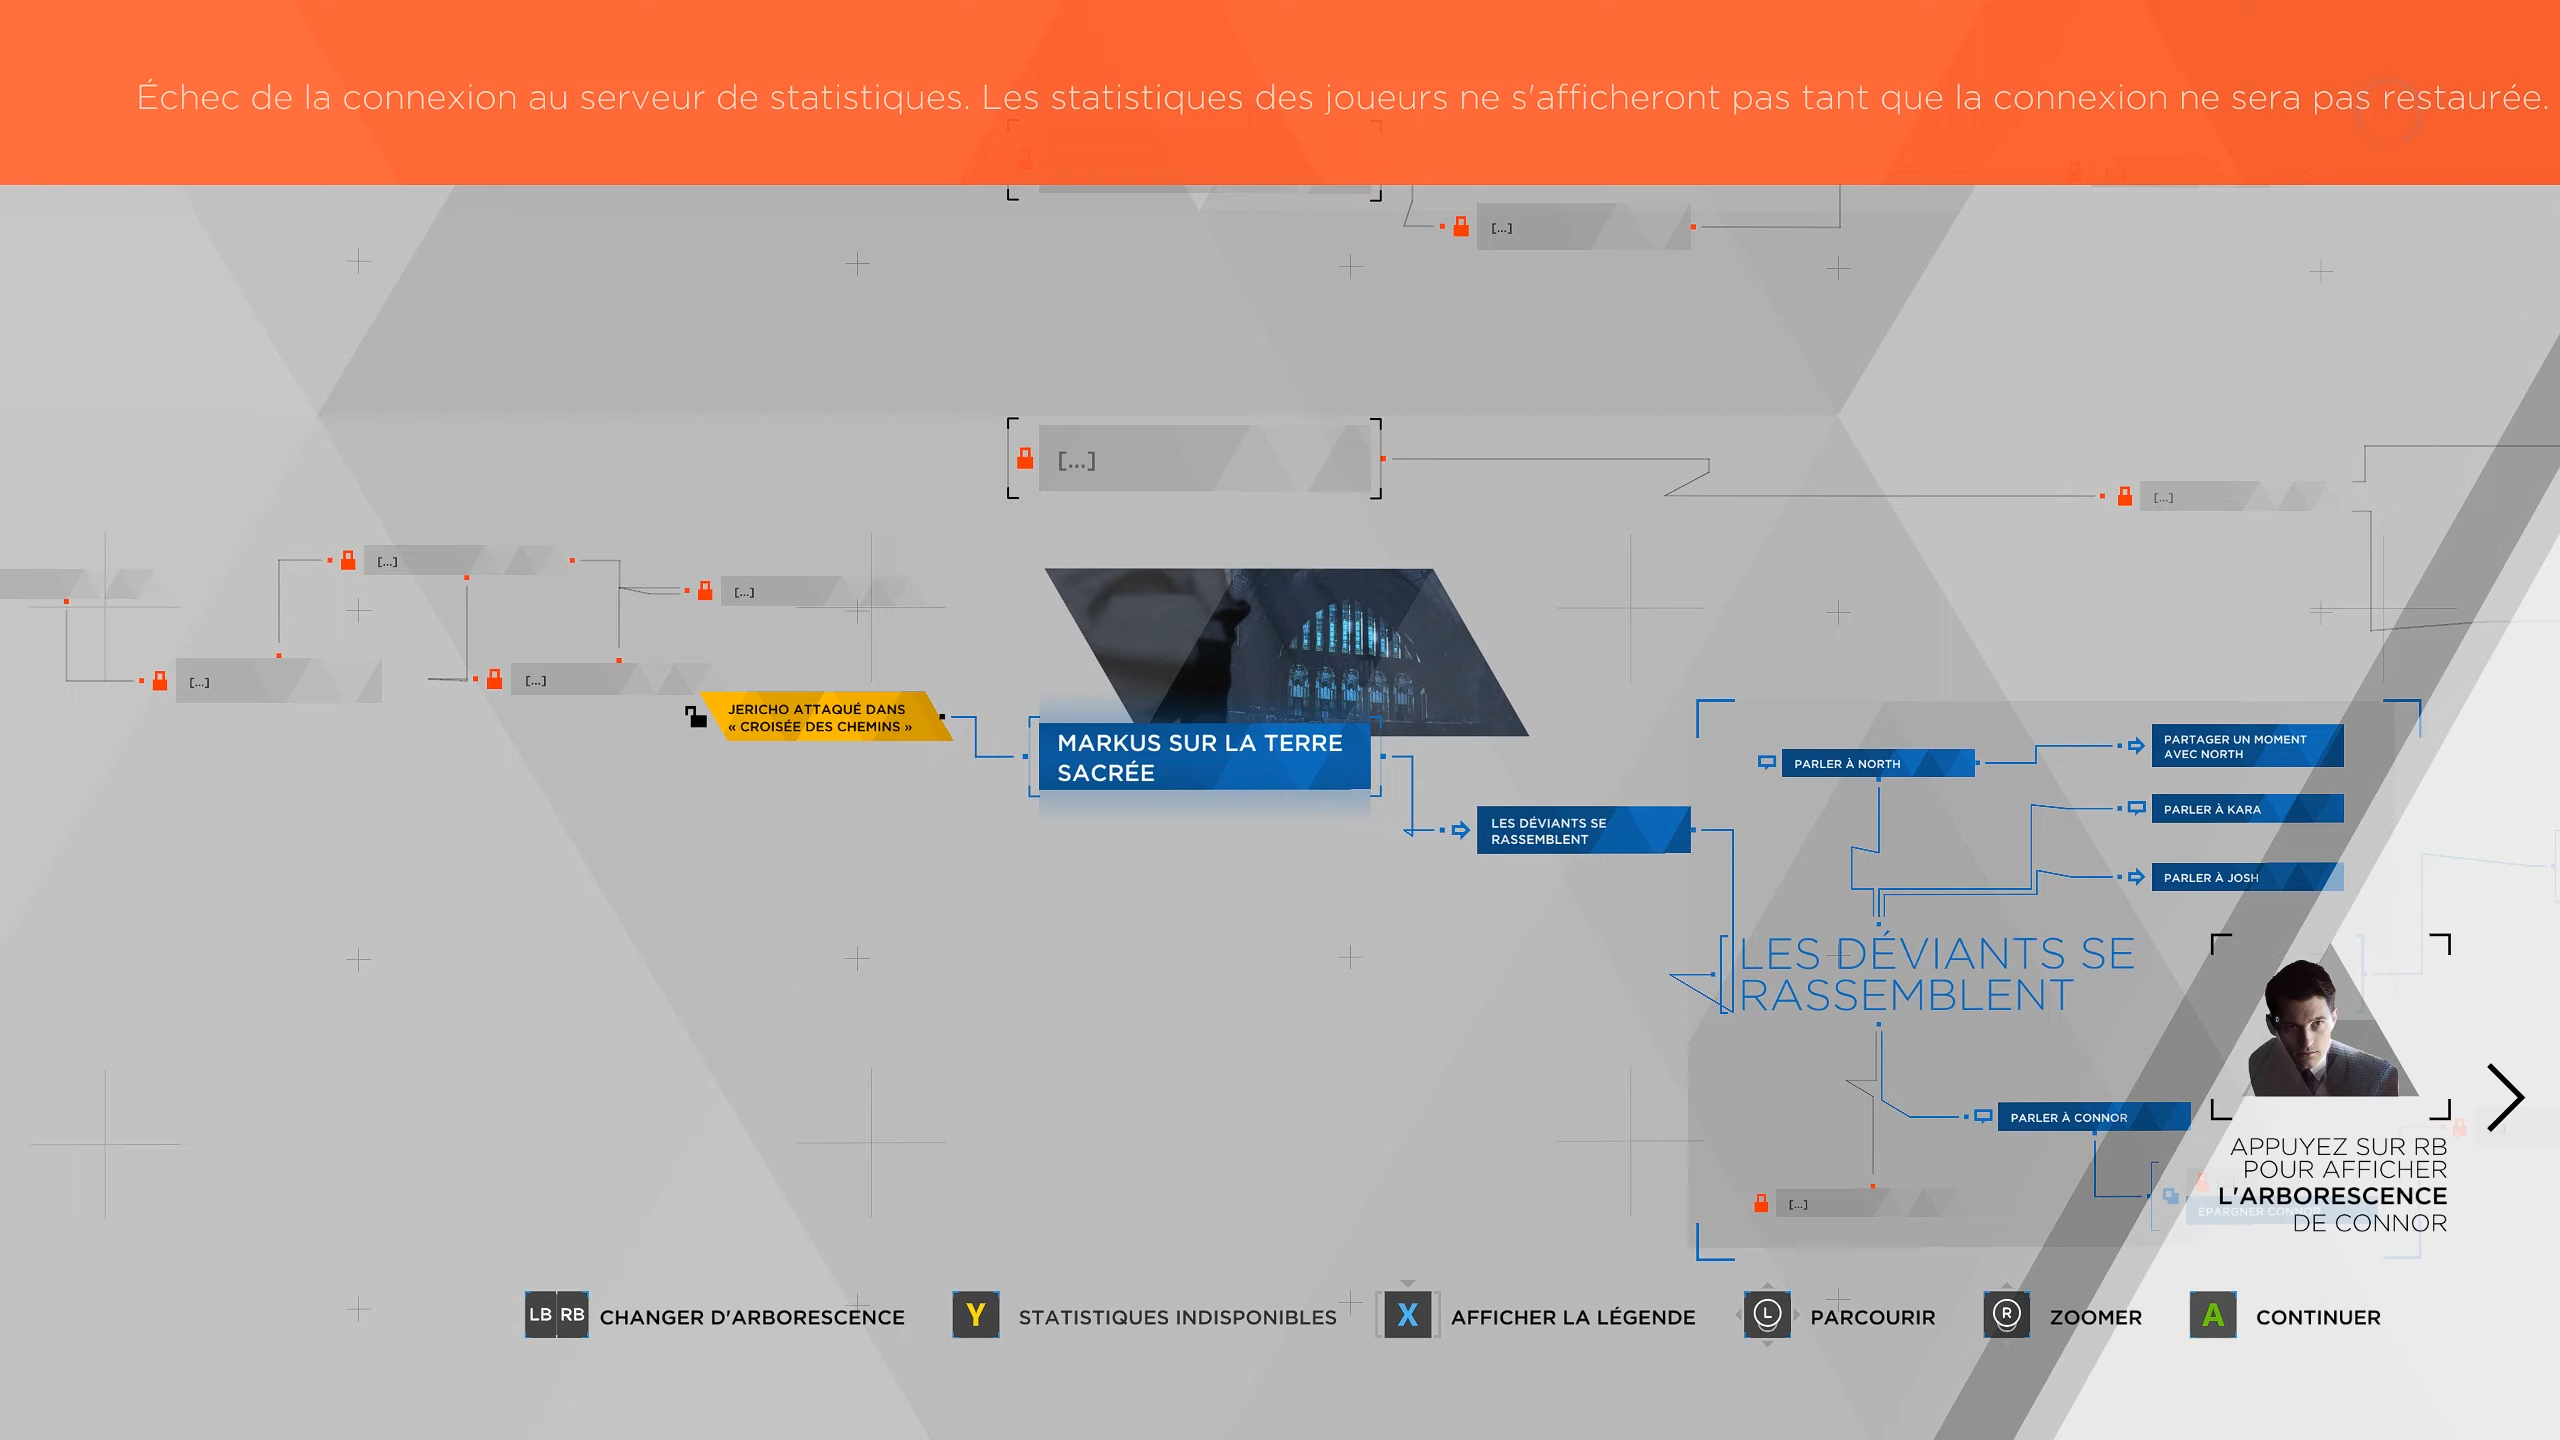 Échec de la connexion au serveur de statistiques. Les statistiques des joueurs ne s'afficheront pas tant que la connexion ne sera pas restaurée.
[...]
[...]
[...]
[...]
[...]
[...]
[...]
JERICHO ATTAQUÉ DANS
« CROISÉE DES CHEMINS »
MARKUS SUR LA TERRE
SACRÉE
LES DÉVIANTS SE
RASSEMBLENT
PARLER À NORTH
PARTAGER UN MOMENT
AVEC NORTH
PARLER À KARA
PARLER À JOSH
LES DÉVIANTS SE
RASSEMBLENT
PARLER À CONNOR
[...]
ÉPARGNER CONNOR
APPUYEZ SUR RB
POUR AFFICHER
L'ARBORESCENCE
DE CONNOR
LB RB CHANGER D'ARBORESCENCE
Y STATISTIQUES INDISPONIBLES
X AFFICHER LA LÉGENDE
L PARCOURIR
R ZOOMER
A CONTINUER